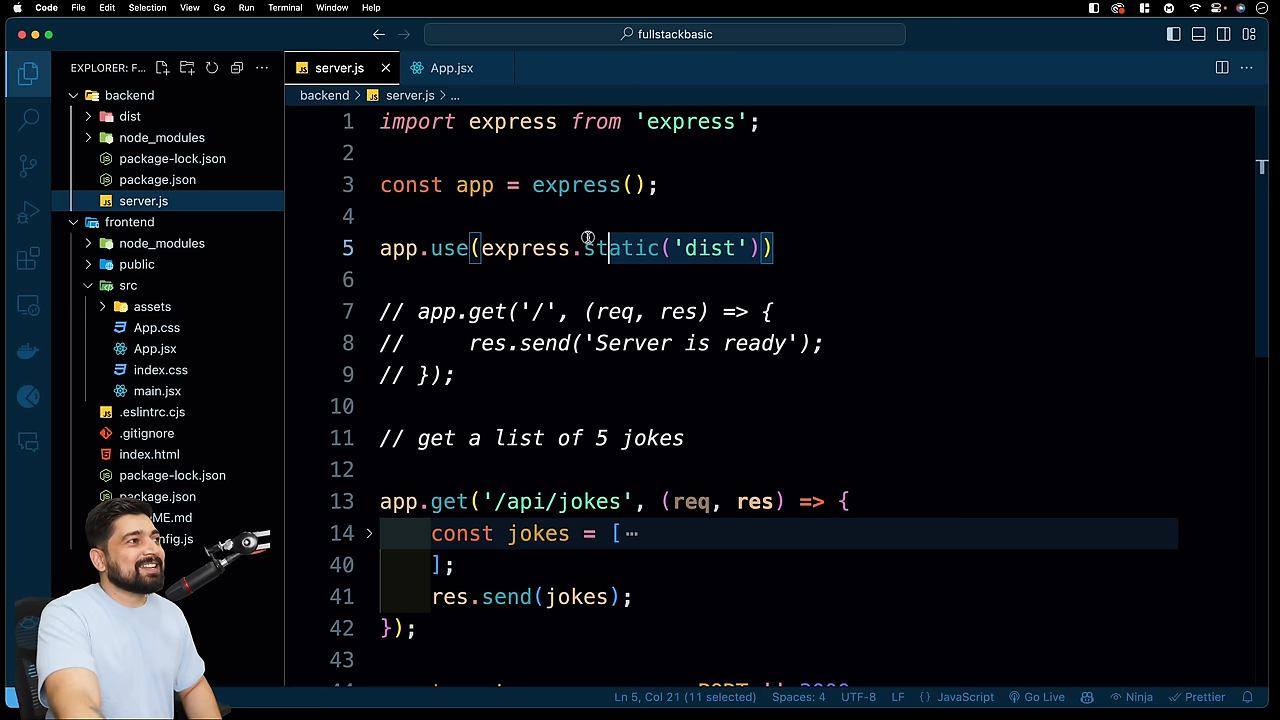 Code File Edit Selection View Go Run Terminal Window Help
fullstackbasic
EXPLORER: F...
server.js
App.jsx
backend
server.js
...
backend
dist
node_modules
package-lock.json
package.json
server.js
frontend
node_modules
public
src
assets
App.css
App.jsx
index.css
main.jsx
.eslintrc.cjs
.gitignore
index.html
package-lock.json
package.json
ME.md
nfig.js
1 import express from 'express';
2
3 const app = express();
4
5 app.use(express.static('dist'))
6
7 // app.get('/', (req, res) => {
8 //     res.send('Server is ready');
9 // });
10
11 // get a list of 5 jokes
12
13 app.get('/api/jokes', (req, res) => {
14     const jokes = [ ⋯
40     ];
41     res.send(jokes);
42 });
43
Ln 5, Col 21 (11 selected) Spaces: 4 UTF-8 LF {} JavaScript Go Live Ninja Prettier